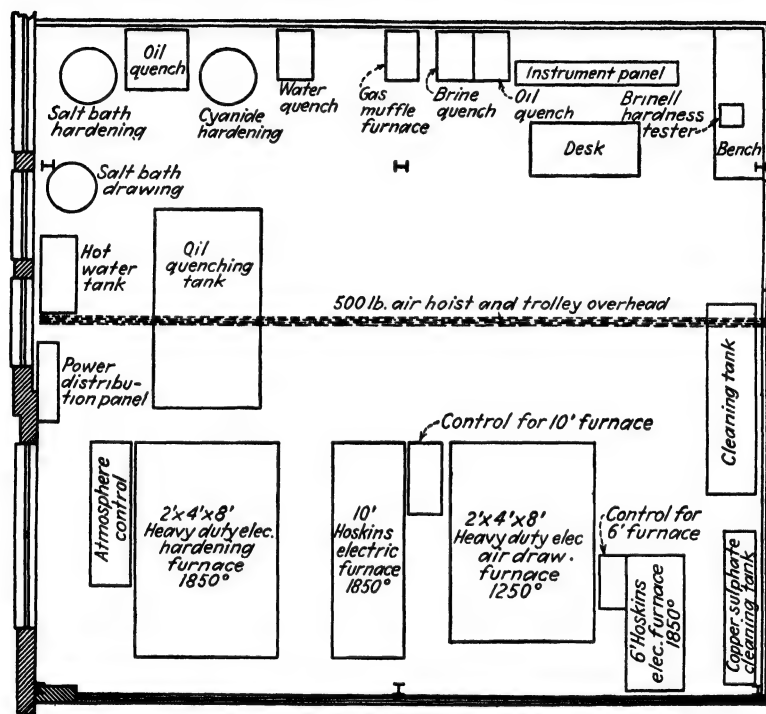 Oil
quench
Salt bath
hardening
Cyanide
hardening
Water
quench
Gas
muffle
furnace
Brine
quench
Oil
quench
Instrument panel
Desk
Brinell
hardness
tester
Bench
Salt bath
drawing
Hot
water
tank
Oil
quenching
tank
500 lb. air hoist and trolley overhead
Power
distribu-
tion panel
Cleaning tank
Control for 10' furnace
Atmosphere
control
2'x 4'x 8'
Heavy duty elec.
hardening
furnace
1850°
10'
Hoskins
electric
furnace
1850°
2'x 4'x 8'
Heavy duty elec
air draw.
furnace
1250°
Control for
6' furnace
6' Hoskins
elec. furnace
1850°
Copper sulphate
cleaning tank